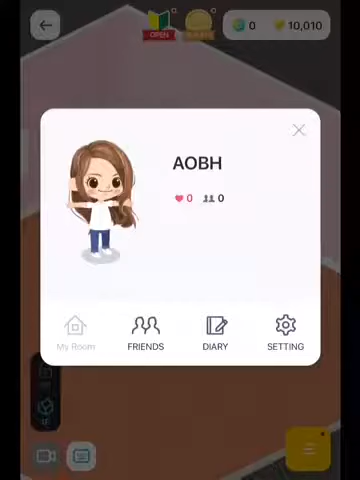 OPEN
0
10,010
AOBH
0
0
My Room
FRIENDS
DIARY
SETTING